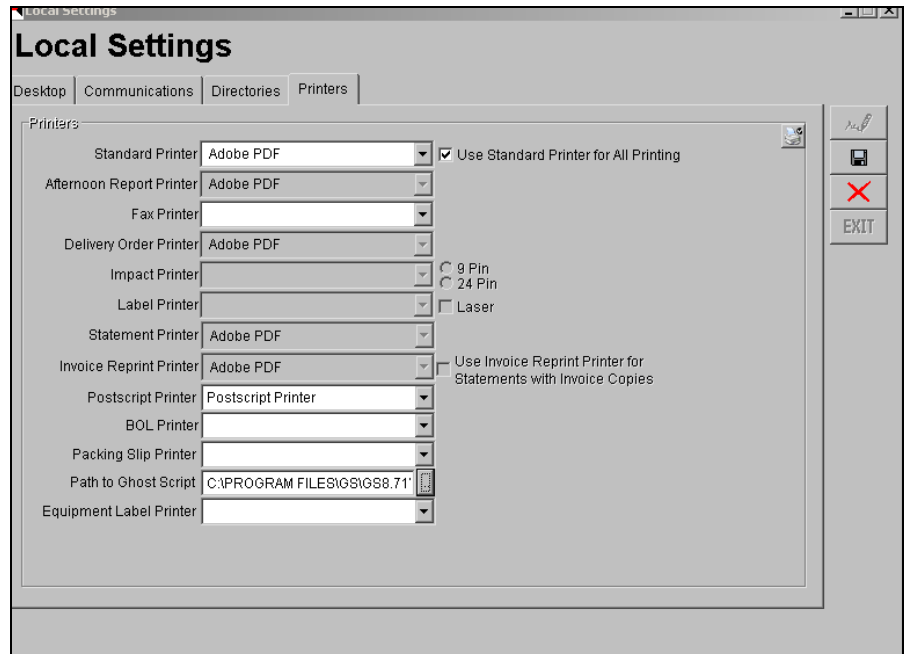 Local Settings
Local Settings
Desktop Communications Directories Printers
Printers
Standard Printer Adobe PDF Use Standard Printer for All Printing
Afternoon Report Printer Adobe PDF
Fax Printer
Delivery Order Printer Adobe PDF
Impact Printer 9 Pin
24 Pin
Label Printer Laser
Statement Printer Adobe PDF
Invoice Reprint Printer Adobe PDF Use Invoice Reprint Printer for
Statements with Invoice Copies
Postscript Printer Postscript Printer
BOL Printer
Packing Slip Printer
Path to Ghost Script C:\PROGRAM FILES\GS\GS8.71\
Equipment Label Printer
EXIT